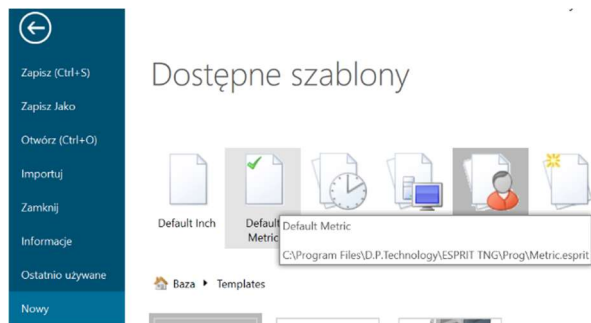 Zapisz (Ctrl+S)
Zapisz Jako
Otwórz (Ctrl+O)
Importuj
Zamknij
Informacje
Ostatnio używane
Nowy
Dostępne szablony
Default Inch
Default
Metric
Default Metric
C:\Program Files\D.P.Technology\ESPRIT TNG\Prog\Metric.esprit
Baza ▸ Templates